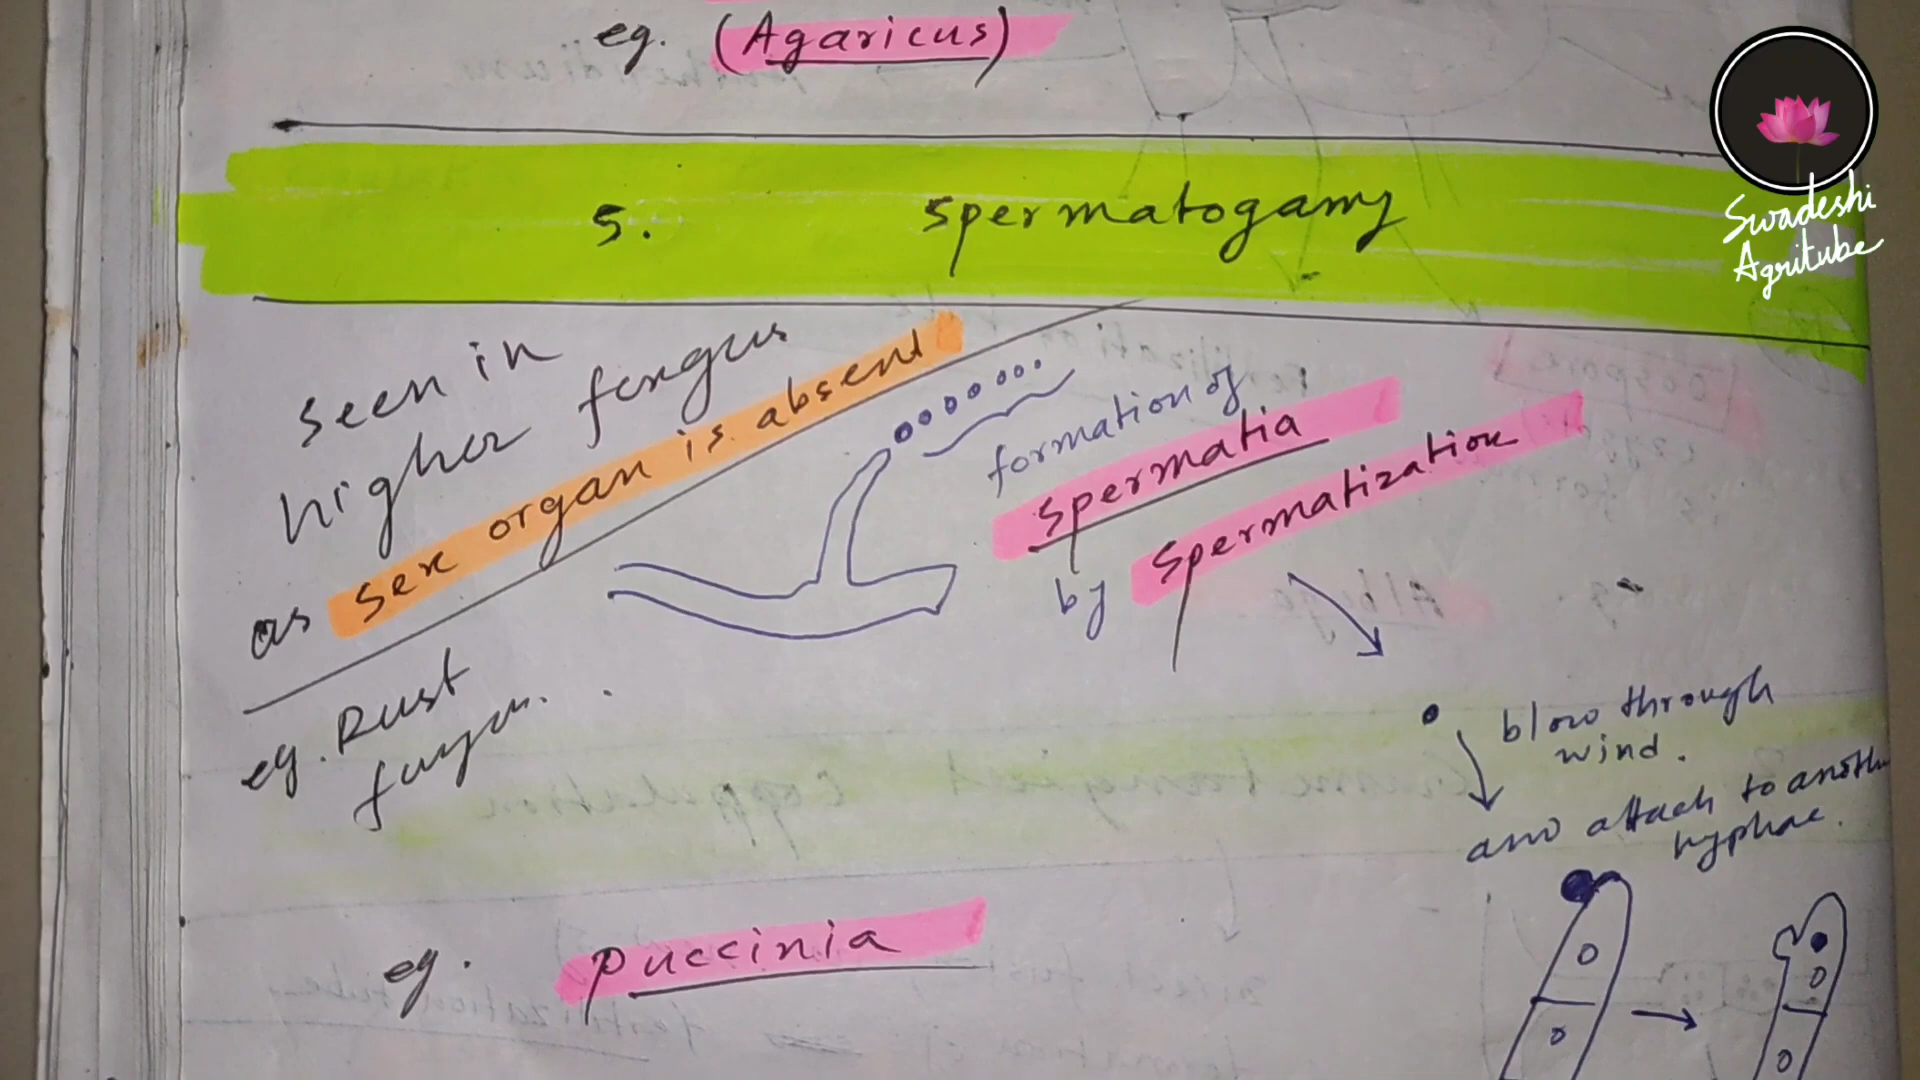 eg. (Agaricus)
5. spermatogamy
seen in
higher fungus
as sex organ is absent
eg. Rust
fungus.
formation of
spermatia
by spermatization
blow through
wind.
and attach to another
hyphae.
eg. puccinia
Swadeshi
Agritube